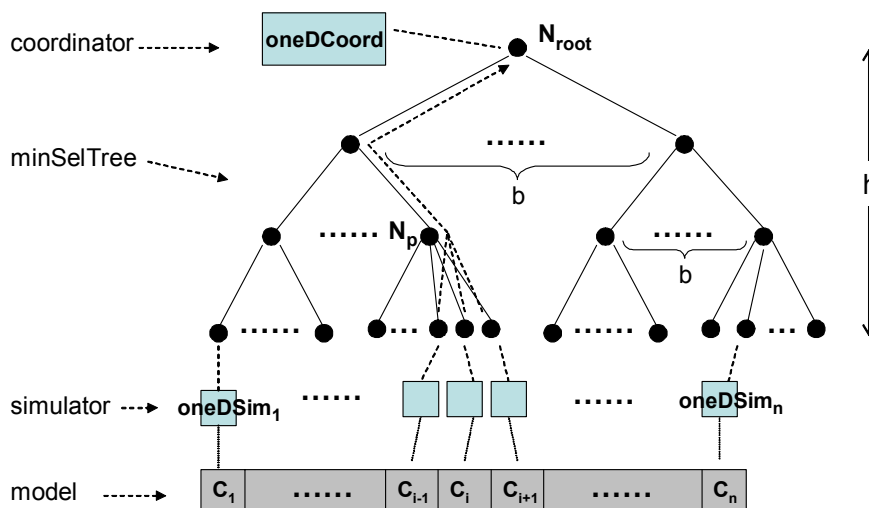 coordinator oneDCoord N_root
minSelTree ...... b h
...... N_p ...... b
...... ... ...... ...
simulator oneDSim_1 ...... ...... oneDSim_n
model C_1 ...... C_i-1 C_i C_i+1 ...... C_n